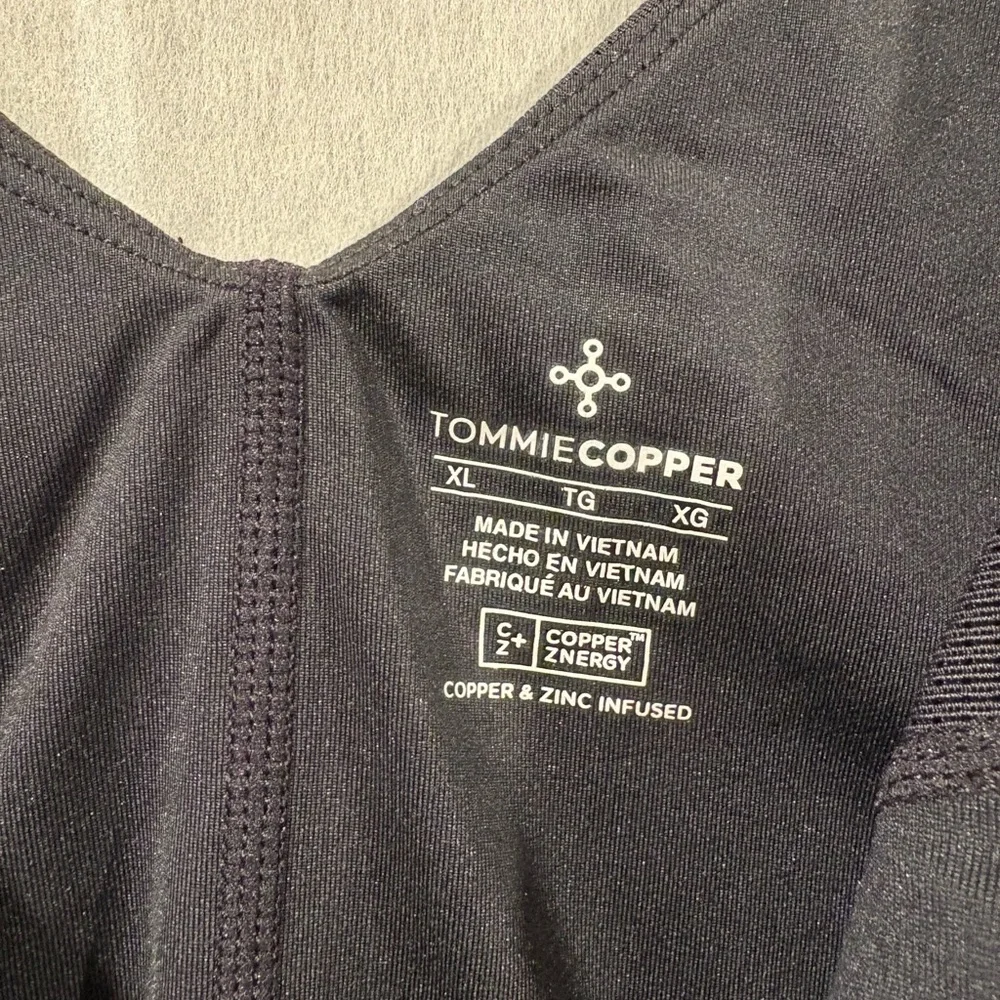 TOMMIECOPPER
XL TG XG
MADE IN VIETNAM
HECHO EN VIETNAM
FABRIQUÉ AU VIETNAM
C
Z+
COPPER™
ZNERGY
COPPER & ZINC INFUSED